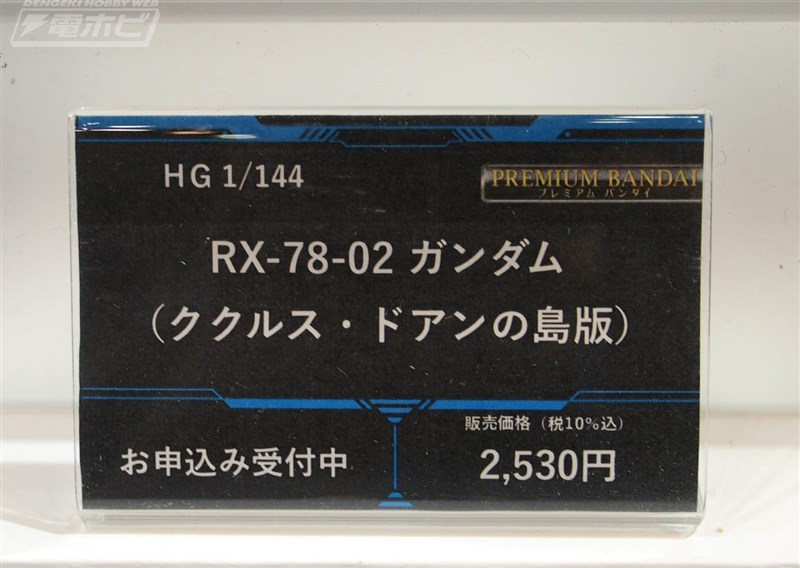 DENGEKI HOBBY WEB
電ホビ
HG 1/144
PREMIUM BANDAI
プレミアム バンダイ
RX-78-02 ガンダム
（ククルス・ドアンの島版）
お申込み受付中
販売価格（税10%込）
2,530円